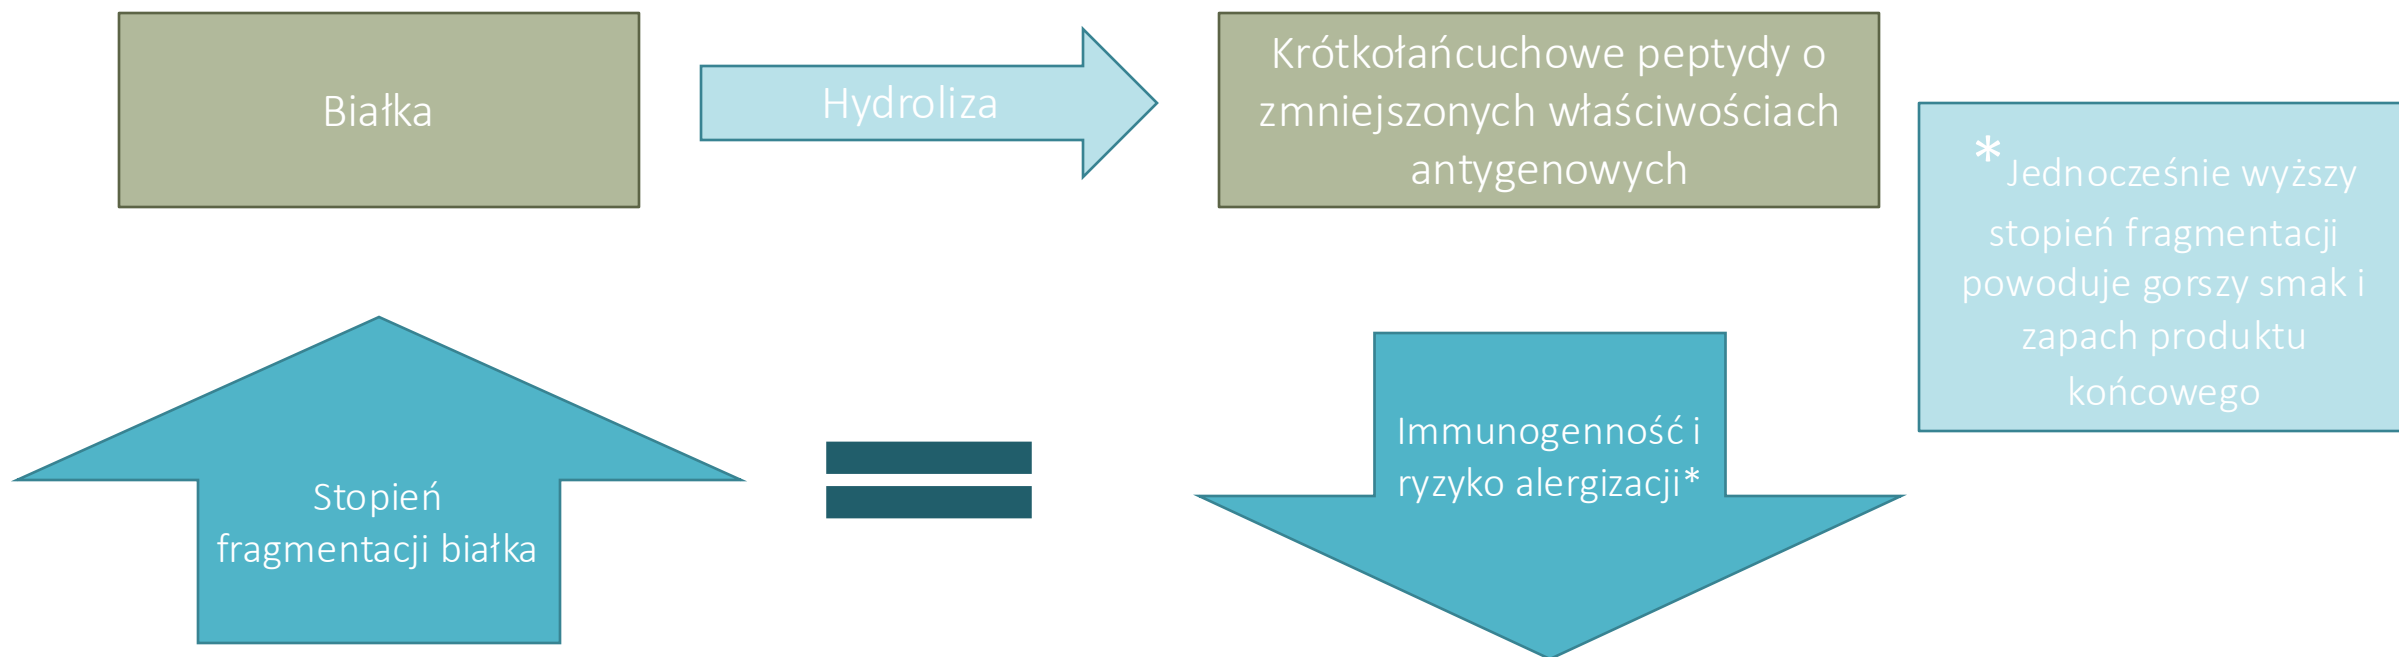 Białka
Hydroliza
Krótkołańcuchowe peptydy o
zmniejszonych właściwościach
antygenowych
*Jednocześnie wyższy
stopień fragmentacji
powoduje gorszy smak i
zapach produktu
końcowego
Stopień
fragmentacji białka
Immunogenność i
ryzyko alergizacji*